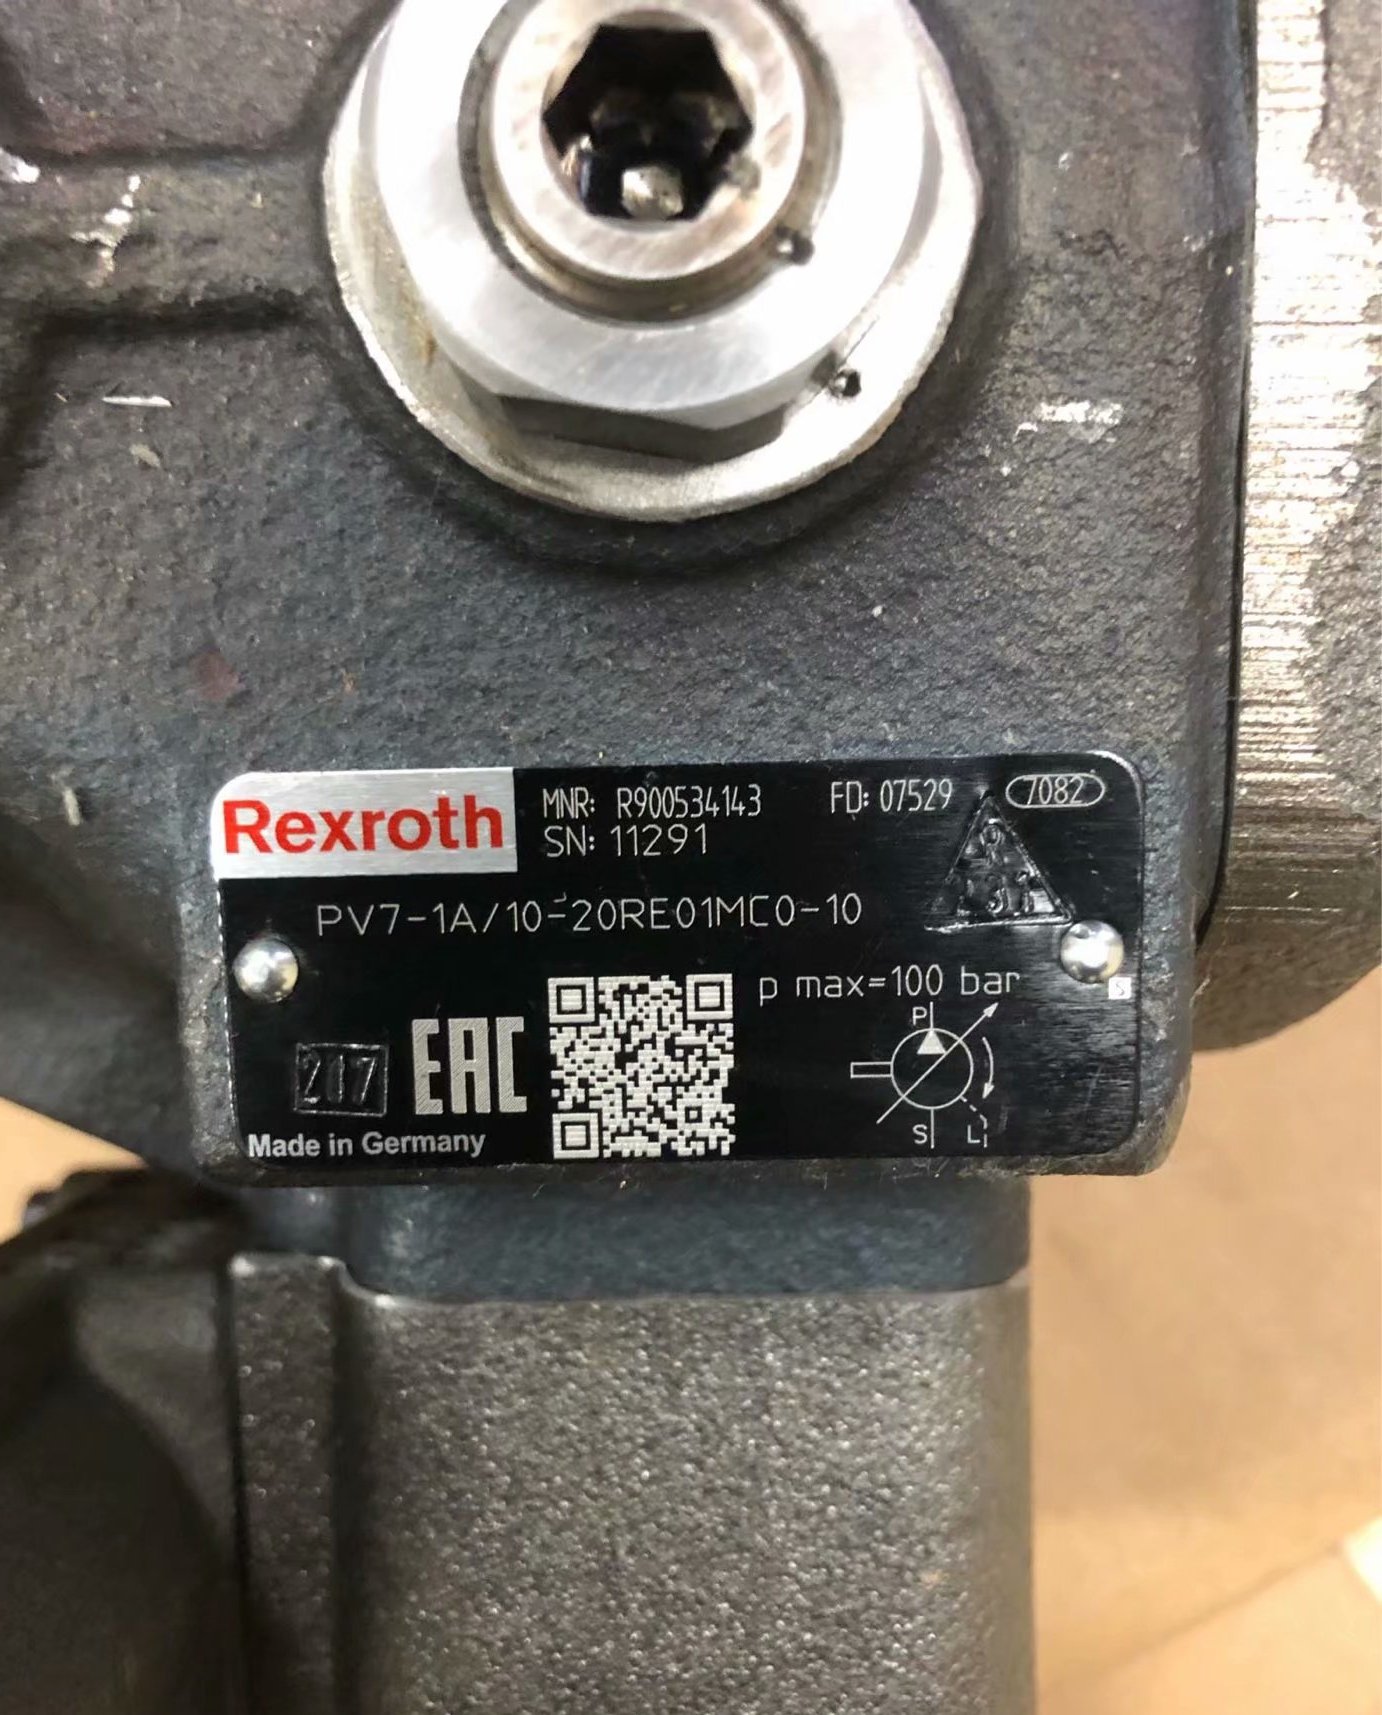 Rexroth
MNR: R900534143 FD: 07529 7082
SN: 11291
PV7-1A/10-20RE01MC0-10
p max=100 bar
S
P
217
EAC
S L
Made in Germany